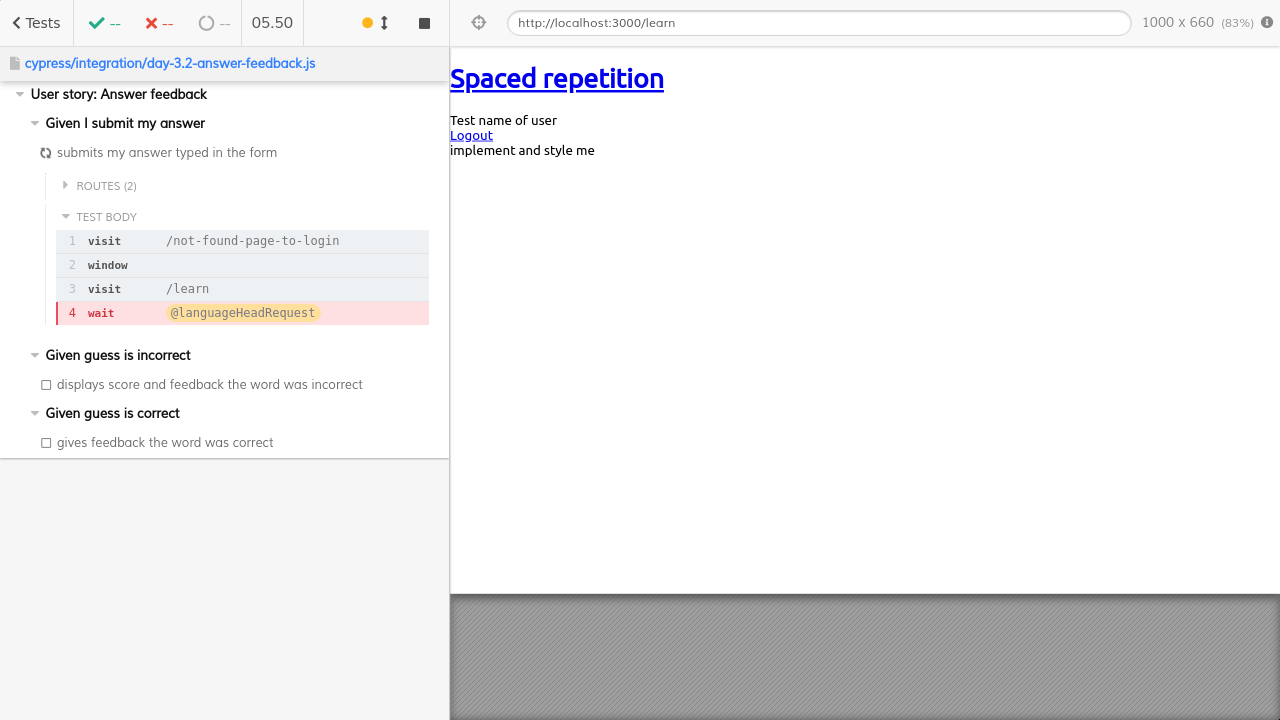 Tests
--
--
--
05.50
http://localhost:3000/learn
1000 x 660 (83%)
cypress/integration/day-3.2-answer-feedback.js
User story: Answer feedback
Given I submit my answer
submits my answer typed in the form
ROUTES (2)
TEST BODY
1 visit /not-found-page-to-login
2 window
3 visit /learn
4 wait @languageHeadRequest
Given guess is incorrect
displays score and feedback the word was incorrect
Given guess is correct
gives feedback the word was correct
Spaced repetition
Test name of user
Logout
implement and style me